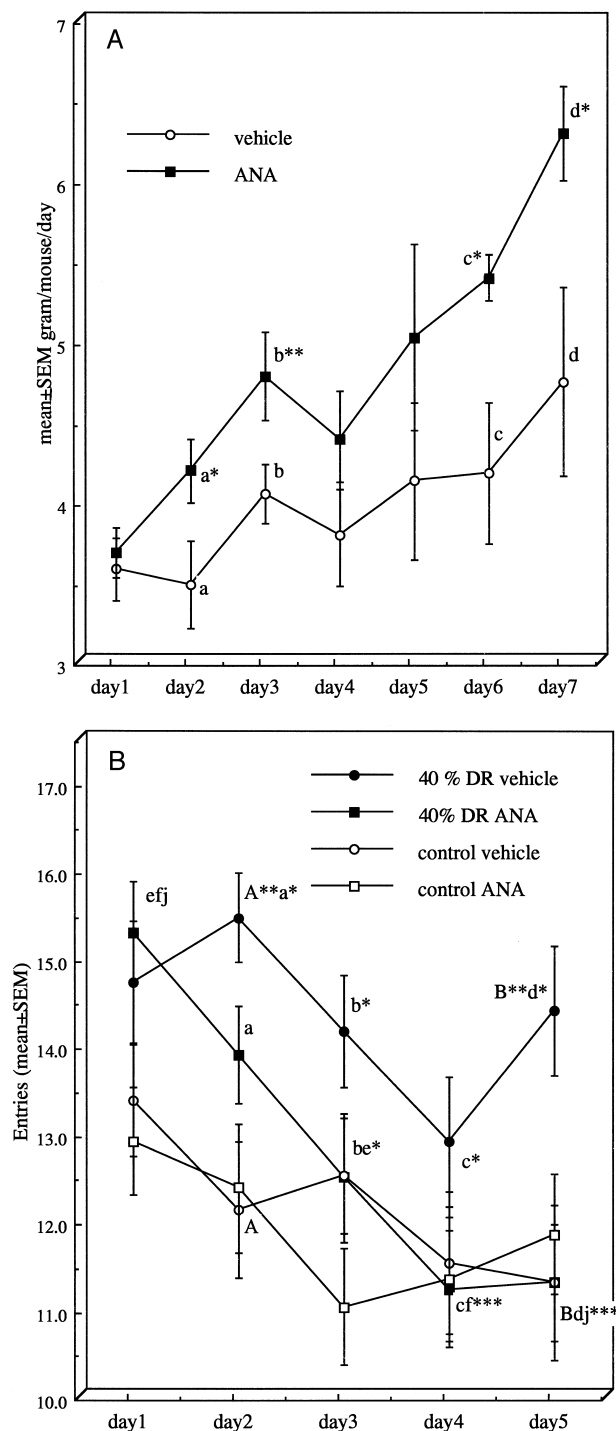 7
A
vehicle
ANA
d*
6
c*
mean±SEM gram/mouse/day
b**
5
d
a*
b
c
4
a
3
day1 day2 day3 day4 day5 day6 day7
B
40 % DR vehicle
40% DR ANA
control vehicle
control ANA
17.0
16.0
efj
A**a*
15.0
b*
B**d*
a
14.0
Entries (mean±SEM)
13.0
be*
c*
12.0
A
11.0
cf***
Bdj***
10.0
day1 day2 day3 day4 day5